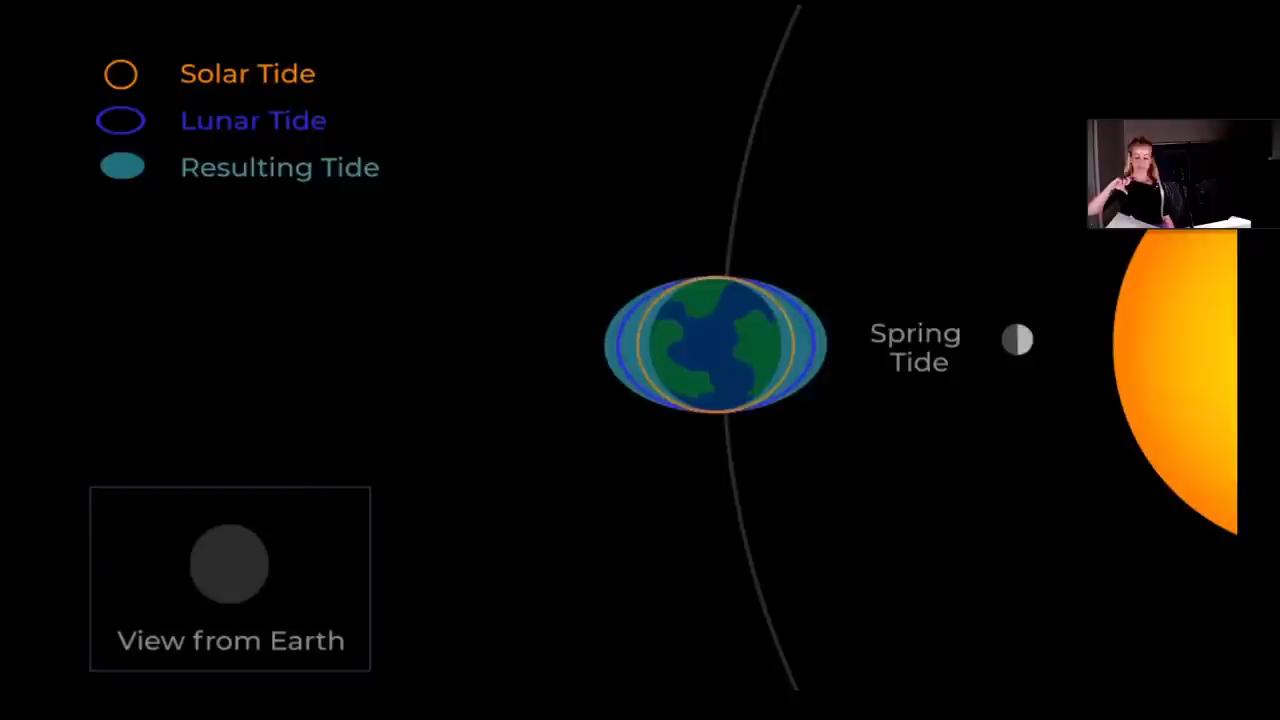 Solar Tide
Lunar Tide
Resulting Tide
Spring
Tide
View from Earth